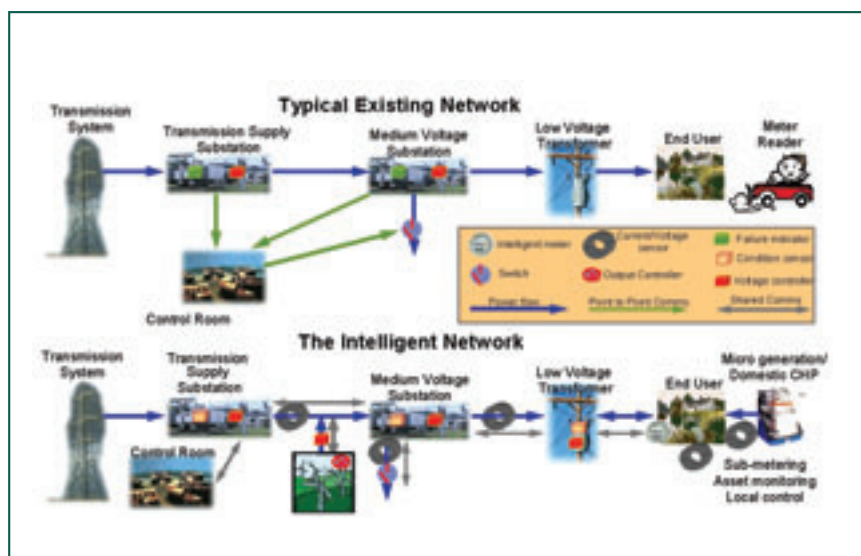 Typical Existing Network
Transmission
System
Transmission Supply
Substation
Medium Voltage
Substation
Low Voltage
Transformer
End User
Meter
Reader
Control Room
Intelligent meter
Current/Voltage
sensor
Failure indicator
Condition sensor
Switch
Output Controller
Voltage controller
Power flow
Point to Point Comms
Shared Comms
The Intelligent Network
Transmission
System
Transmission
Supply
Substation
Medium Voltage
Substation
Low Voltage
Transformer
End User
Micro generation/
Domestic CHP
Control Room
Sub-metering
Asset monitoring
Local control